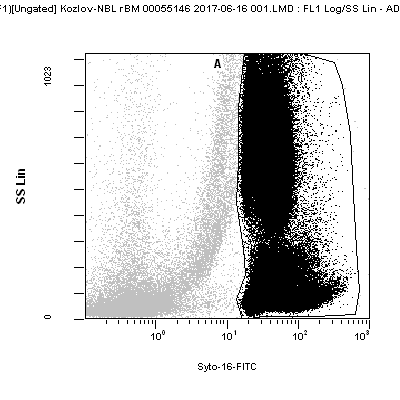 F1)[Ungated] Kozlov-NBL rBM 00055146 2017-06-16 001.LMD : FL1 Log/SS Lin - AD
A
1023
SS Lin
0
10⁰ 10¹ 10² 10³
Syto-16-FITC